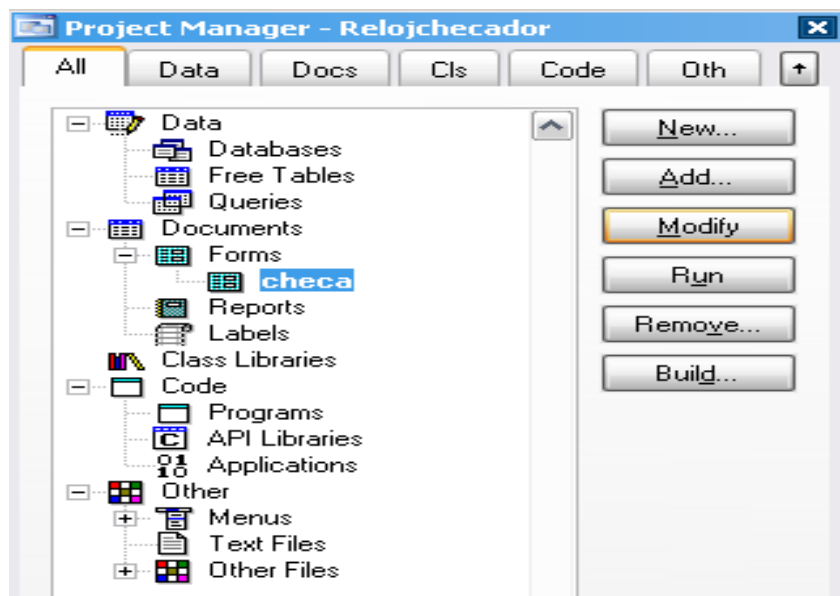 Project Manager - Relojchecador
All Data Docs Cls Code Oth
Data
Databases
Free Tables
Queries
Documents
Forms
checa
Reports
Labels
Class Libraries
Code
Programs
API Libraries
Applications
Other
Menus
Text Files
Other Files
New...
Add...
Modify
Run
Remove...
Build...